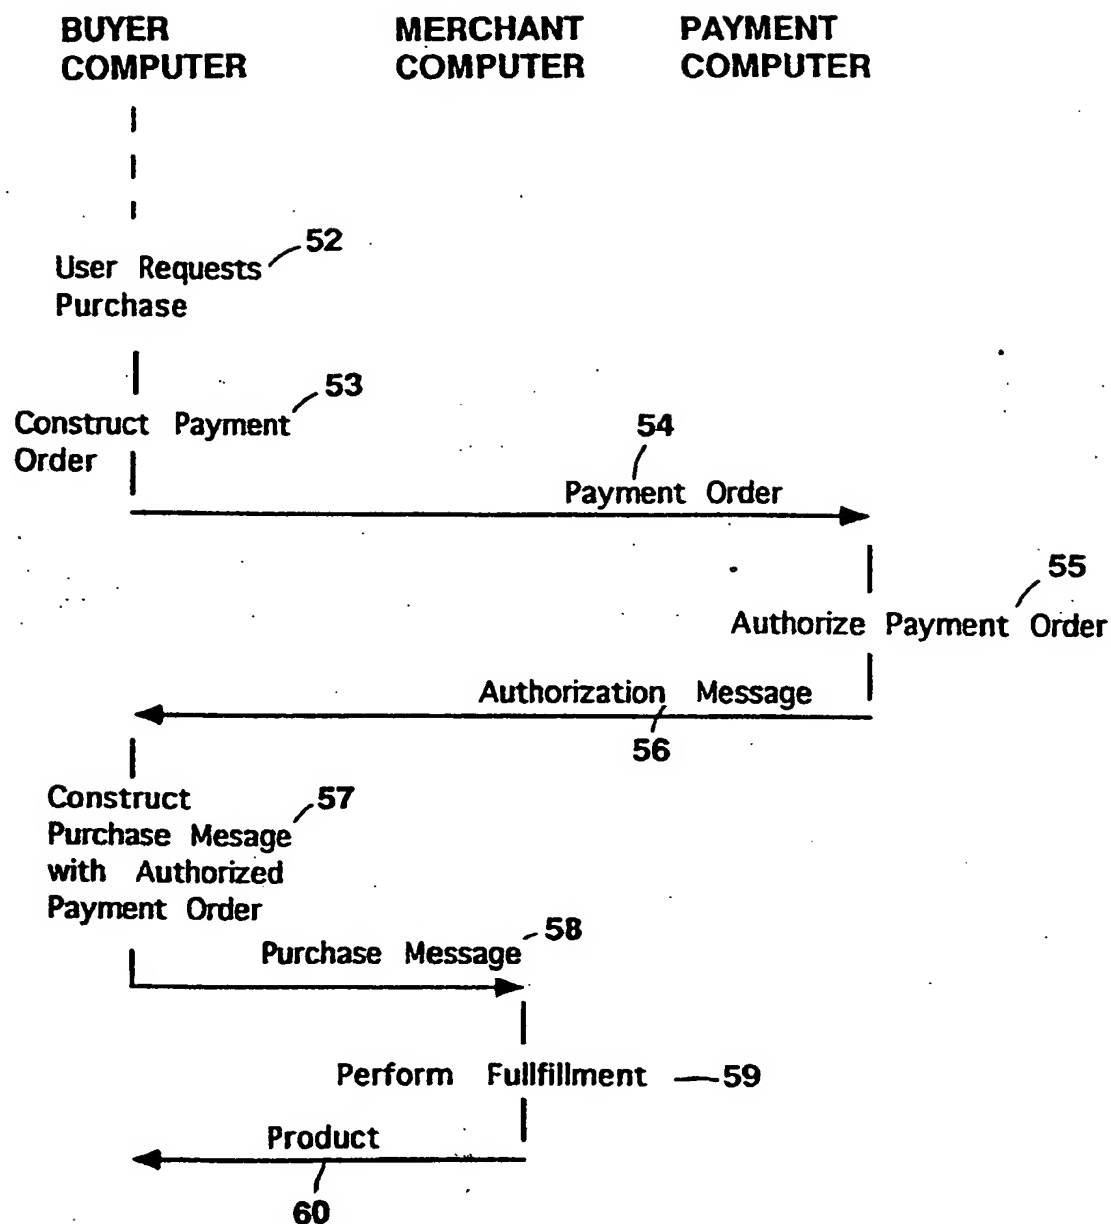 BUYER
COMPUTER
MERCHANT
COMPUTER
PAYMENT
COMPUTER
52
User Requests
Purchase
53
Construct Payment
Order
54
Payment Order
55
Authorize Payment Order
Authorization Message
56
Construct
57
Purchase Mesage
with Authorized
Payment Order
58
Purchase Message
Perform Fullfillment
59
Product
60